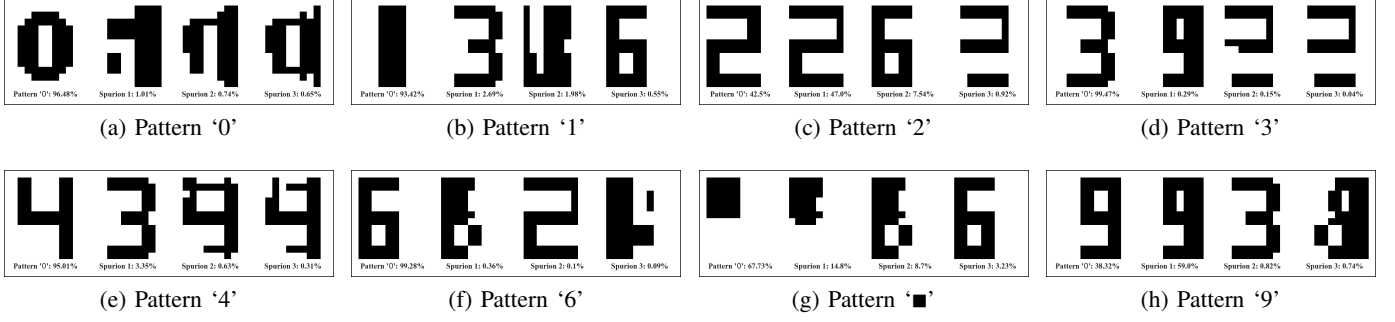 Pattern '0': 96.48% Spurion 1: 1.01% Spurion 2: 0.74% Spurion 3: 0.65%
(a) Pattern ‘0’
Pattern '0': 93.42% Spurion 1: 2.69% Spurion 2: 1.98% Spurion 3: 0.55%
(b) Pattern ‘1’
Pattern '0': 42.5% Spurion 1: 47.0% Spurion 2: 7.54% Spurion 3: 0.92%
(c) Pattern ‘2’
Pattern '0': 99.47% Spurion 1: 0.29% Spurion 2: 0.15% Spurion 3: 0.04%
(d) Pattern ‘3’
Pattern '0': 95.01% Spurion 1: 3.35% Spurion 2: 0.63% Spurion 3: 0.31%
(e) Pattern ‘4’
Pattern '0': 99.28% Spurion 1: 0.36% Spurion 2: 0.1% Spurion 3: 0.09%
(f) Pattern ‘6’
Pattern '0': 67.73% Spurion 1: 14.8% Spurion 2: 8.7% Spurion 3: 3.23%
(g) Pattern ‘■’
Pattern '0': 38.32% Spurion 1: 59.0% Spurion 2: 0.82% Spurion 3: 0.74%
(h) Pattern ‘9’